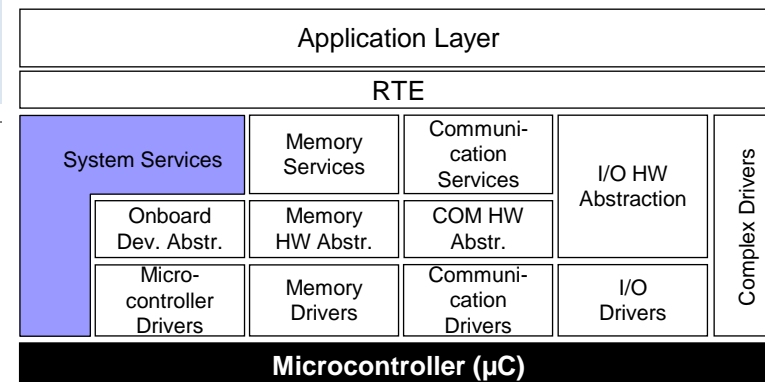 Application Layer
RTE
System Services
Memory
Services
Communi-
cation
Services
I/O HW
Abstraction
Complex Drivers
Onboard
Dev. Abstr.
Memory
HW Abstr.
COM HW
Abstr.
Micro-
controller
Drivers
Memory
Drivers
Communi-
cation
Drivers
I/O
Drivers
Microcontroller (µC)